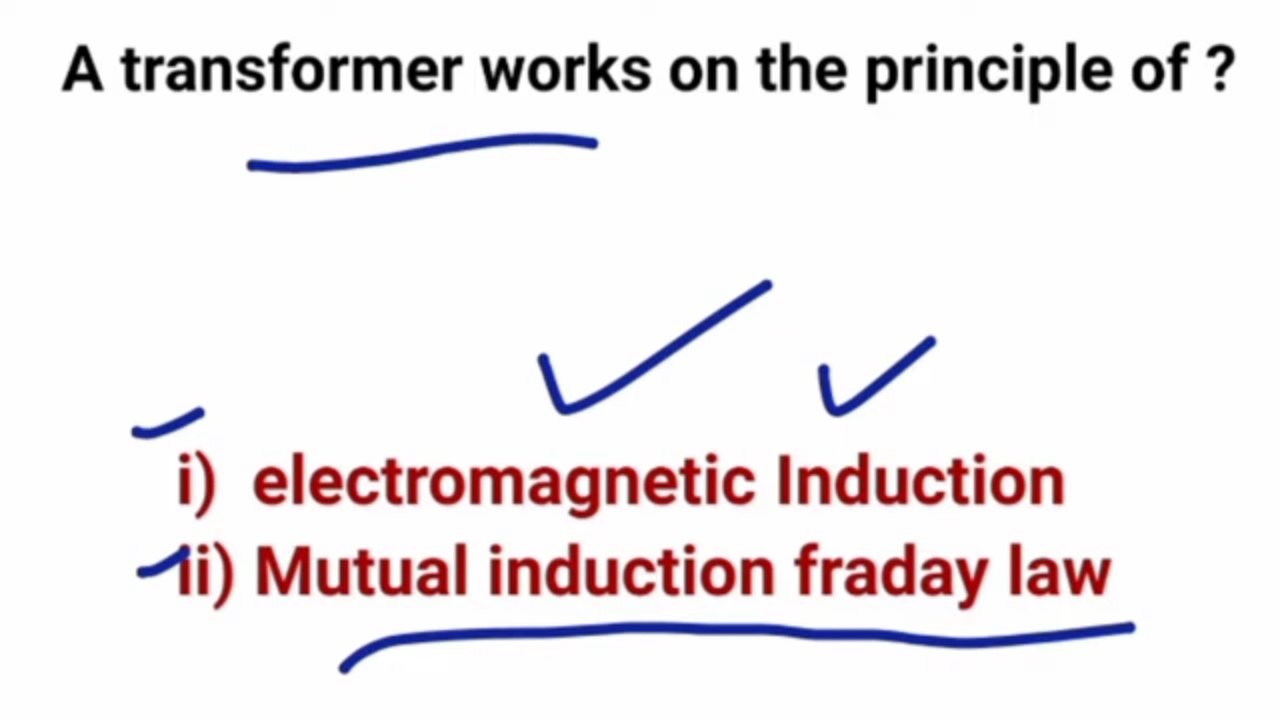 A transformer works on the principle of ?
i) electromagnetic Induction
ii) Mutual induction fraday law